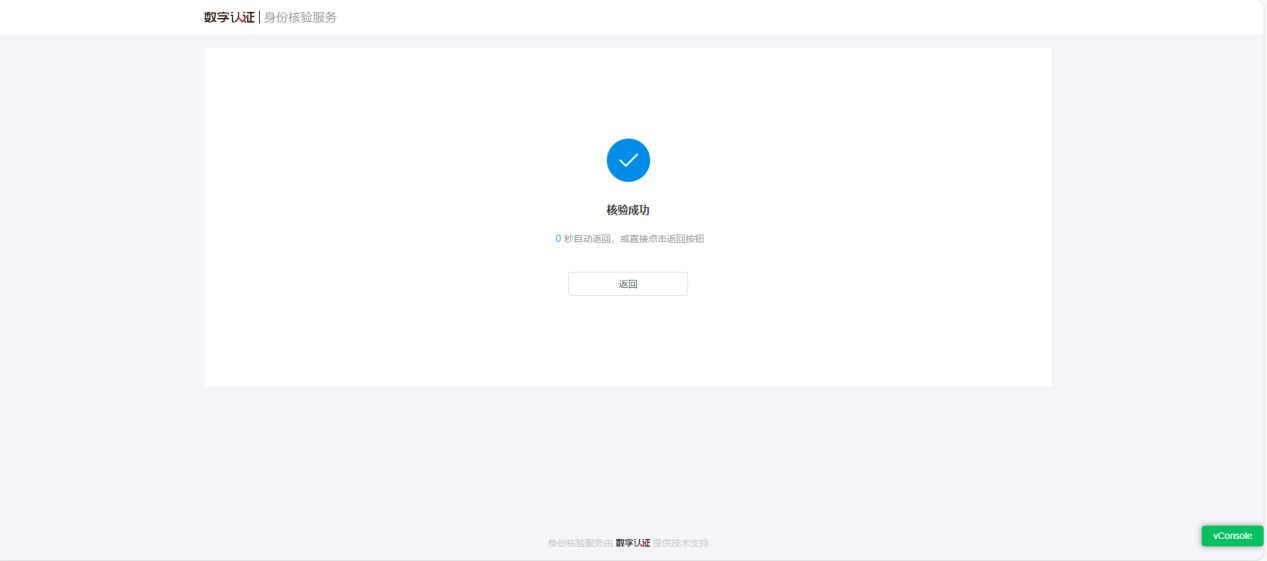 数字认证 | 身份核验服务
核验成功
0 秒自动返回，或直接点击返回按钮
返回
身份核验服务由 数字认证 提供技术支持
vConsole